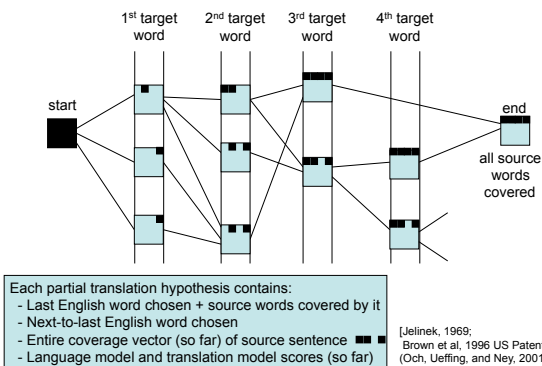 1st target word
2nd target word
3rd target word
4th target word
start
end
all source
words
covered
Each partial translation hypothesis contains:
- Last English word chosen + source words covered by it
- Next-to-last English word chosen
- Entire coverage vector (so far) of source sentence
- Language model and translation model scores (so far)
[Jelinek, 1969;
Brown et al, 1996 US Patent
(Och, Ueffing, and Ney, 2001